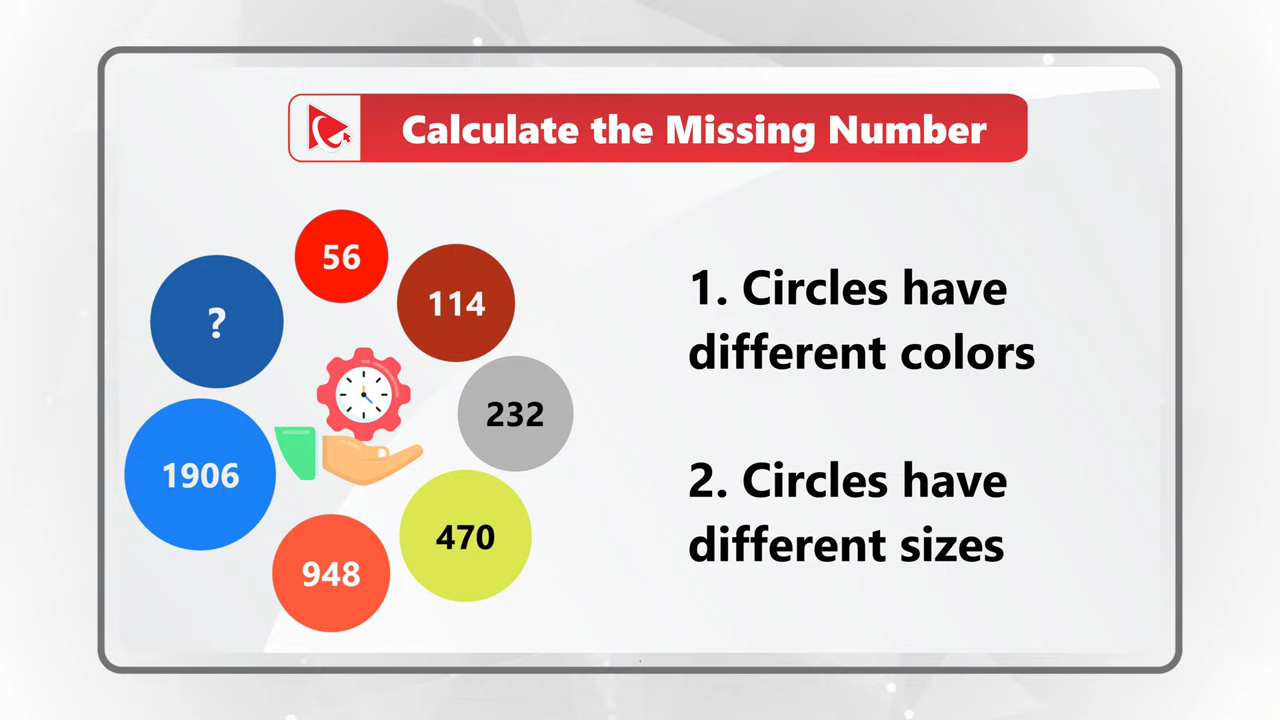 Calculate the Missing Number
56
114
?
232
1906
470
948
1. Circles have
different colors
2. Circles have
different sizes